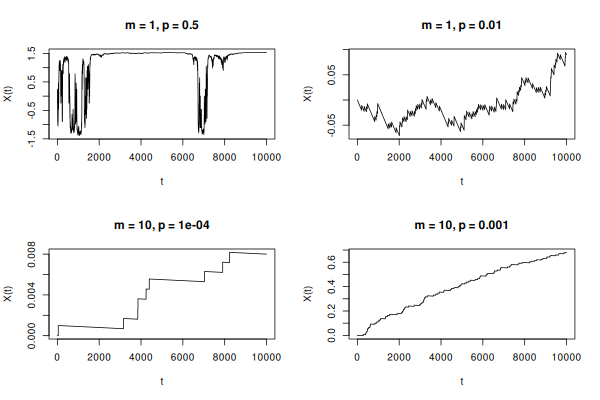 m = 1, p = 0.5
X(t)
-1.5 -0.5 0.5 1.5
0 2000 4000 6000 8000 10000
t
m = 1, p = 0.01
X(t)
-0.05 0.05
0 2000 4000 6000 8000 10000
t
m = 10, p = 1e-04
X(t)
0.000 0.004 0.008
0 2000 4000 6000 8000 10000
t
m = 10, p = 0.001
X(t)
0.0 0.2 0.4 0.6
0 2000 4000 6000 8000 10000
t